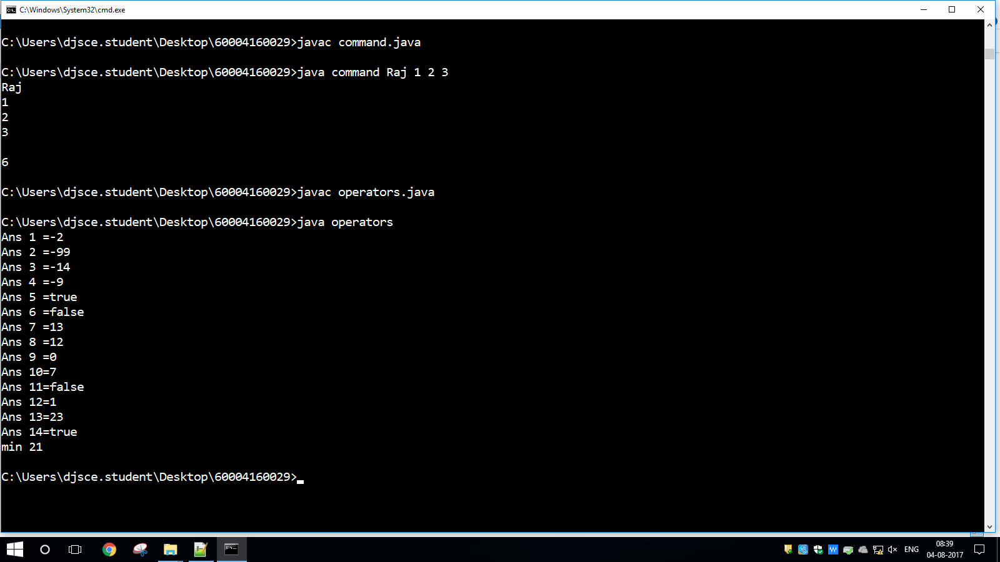 C:\Windows\System32\cmd.exe
C:\Users\djsce.student\Desktop\60004160029>javac command.java
C:\Users\djsce.student\Desktop\60004160029>java command Raj 1 2 3
Raj
1
2
3
6
C:\Users\djsce.student\Desktop\60004160029>javac operators.java
C:\Users\djsce.student\Desktop\60004160029>java operators
Ans 1 =-2
Ans 2 =-99
Ans 3 =-14
Ans 4 =-9
Ans 5 =true
Ans 6 =false
Ans 7 =13
Ans 8 =12
Ans 9 =0
Ans 10=7
Ans 11=false
Ans 12=1
Ans 13=23
Ans 14=true
min 21
C:\Users\djsce.student\Desktop\60004160029>
ENG
08:39
04-08-2017